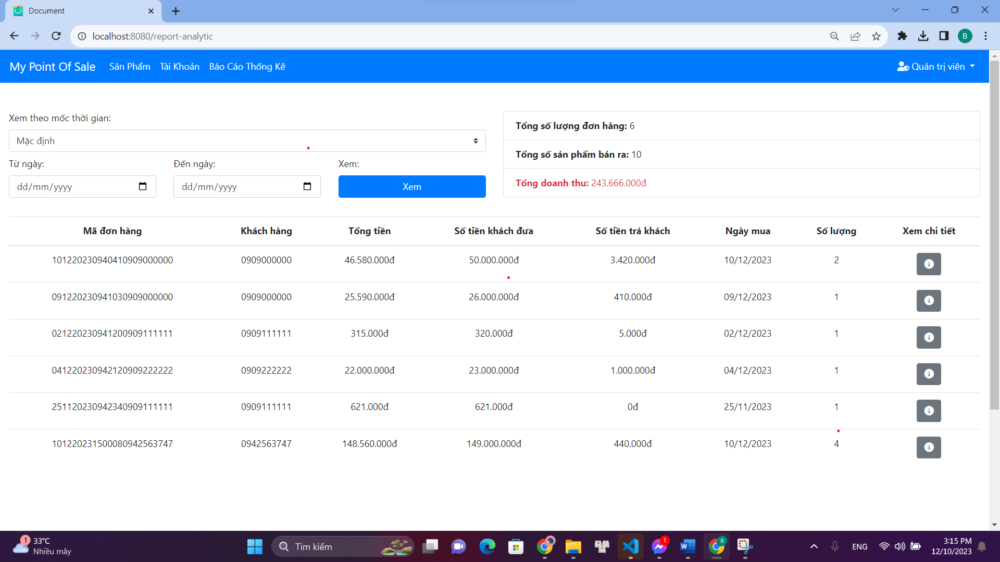 Document
localhost:8080/report-analytic
B
My Point Of Sale Sản Phẩm Tài Khoản Báo Cáo Thống Kê Quản trị viên
Xem theo mốc thời gian:
Mặc định
Từ ngày: Đến ngày: Xem:
dd/mm/yyyy dd/mm/yyyy Xem
Tổng số lượng đơn hàng: 6
Tổng số sản phẩm bán ra: 10
Tổng doanh thu: 243.666.000đ
Mã đơn hàng Khách hàng Tổng tiền Số tiền khách đưa Số tiền trả khách Ngày mua Số lượng Xem chi tiết
101220230940410909000000 0909000000 46.580.000đ 50.000.000đ 3.420.000đ 10/12/2023 2
091220230941030909000000 0909000000 25.590.000đ 26.000.000đ 410.000đ 09/12/2023 1
021220230941200909111111 0909111111 315.000đ 320.000đ 5.000đ 02/12/2023 1
041220230942120909222222 0909222222 22.000.000đ 23.000.000đ 1.000.000đ 04/12/2023 1
251120230942340909111111 0909111111 621.000đ 621.000đ 0đ 25/11/2023 1
101220231500080942563747 0942563747 148.560.000đ 149.000.000đ 440.000đ 10/12/2023 4
1 33°C
Nhiều mây
Tìm kiếm
1
W
B
ENG
3:15 PM
12/10/2023